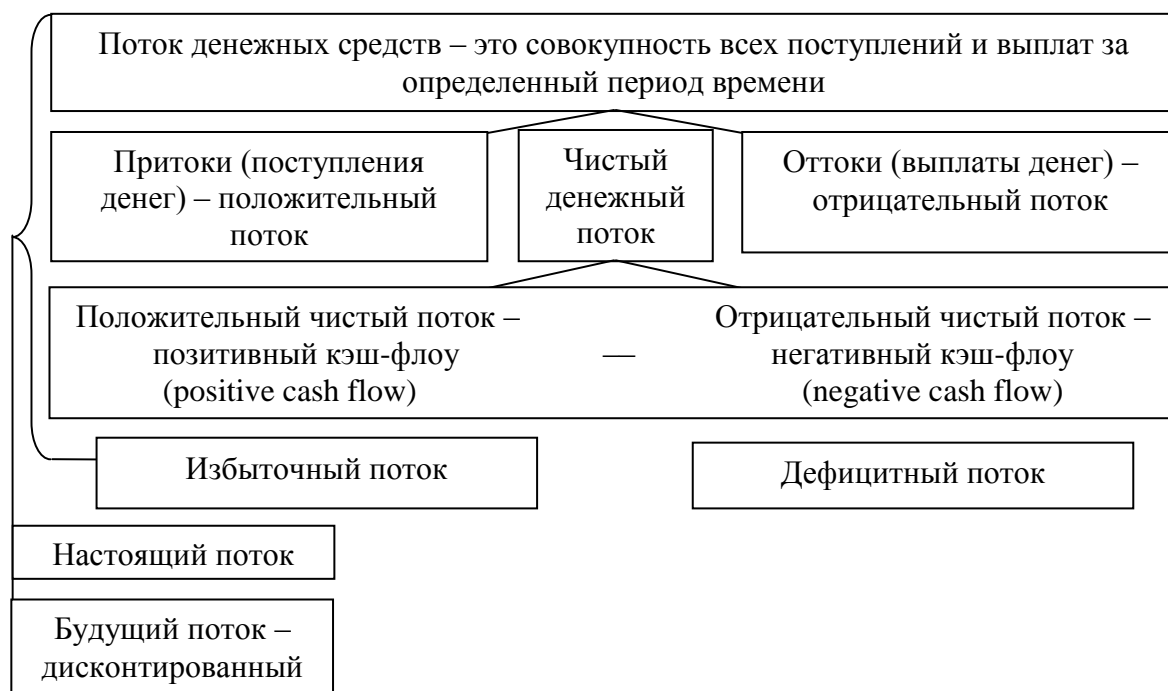 Поток денежных средств – это совокупность всех поступлений и выплат за
определенный период времени
Притоки (поступления
денег) – положительный
поток
Чистый
денежный
поток
Оттоки (выплаты денег) –
отрицательный поток
Положительный чистый поток –
позитивный кэш-флоу
(positive cash flow)
—
Отрицательный чистый поток –
негативный кэш-флоу
(negative cash flow)
Избыточный поток
Дефицитный поток
Настоящий поток
Будущий поток –
дисконтированный